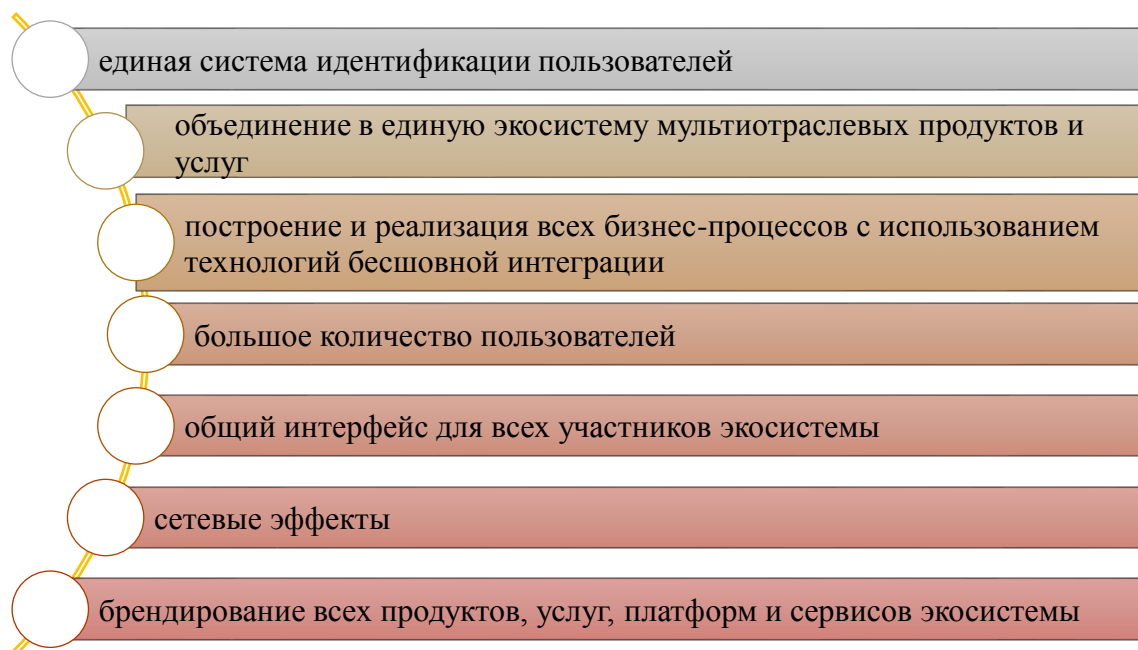 единая система идентификации пользователей
объединение в единую экосистему мультиотраслевых продуктов и
услуг
построение и реализация всех бизнес-процессов с использованием
технологий бесшовной интеграции
большое количество пользователей
общий интерфейс для всех участников экосистемы
сетевые эффекты
брендирование всех продуктов, услуг, платформ и сервисов экосистемы